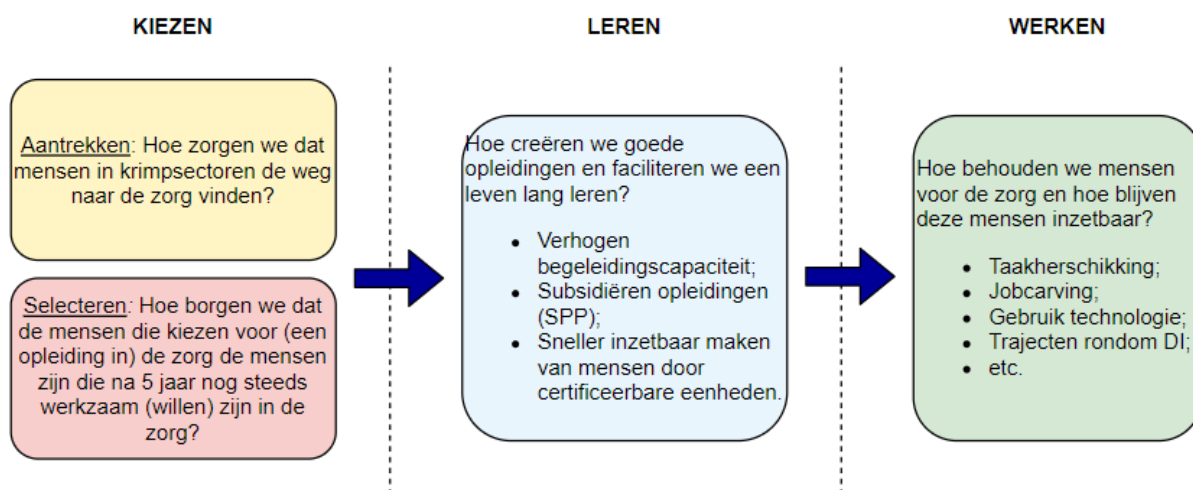 KIEZEN
LEREN
WERKEN
Aantrekken: Hoe zorgen we dat
mensen in krimpsectoren de weg
naar de zorg vinden?
Selecteren: Hoe borgen we dat
de mensen die kiezen voor (een
opleiding in) de zorg de mensen
zijn die na 5 jaar nog steeds
werkzaam (willen) zijn in de
zorg?
Hoe creëren we goede
opleidingen en faciliteren we een
leven lang leren?
• Verhogen
begeleidingscapaciteit;
• Subsidiëren opleidingen
(SPP);
• Sneller inzetbaar maken
van mensen door
certificeerbare eenheden.
Hoe behouden we mensen
voor de zorg en hoe blijven
deze mensen inzetbaar?
• Taakherschikking;
• Jobcarving;
• Gebruik technologie;
• Trajecten rondom DI;
• etc.